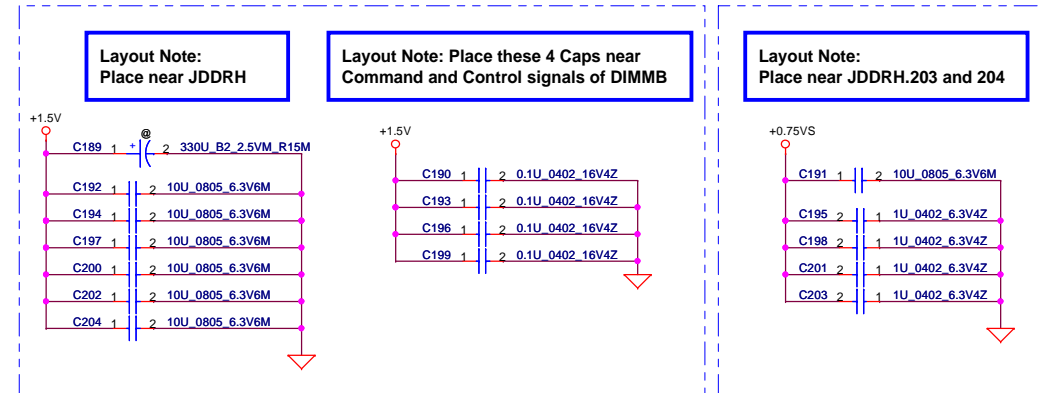 Layout Note:
Place near JDDRH
+1.5V
@
C189 1 + 2 330U_B2_2.5VM_R15M
C192 1 2 10U_0805_6.3V6M
C194 1 2 10U_0805_6.3V6M
C197 1 2 10U_0805_6.3V6M
C200 1 2 10U_0805_6.3V6M
C202 1 2 10U_0805_6.3V6M
C204 1 2 10U_0805_6.3V6M
Layout Note: Place these 4 Caps near
Command and Control signals of DIMMB
+1.5V
C190 1 2 0.1U_0402_16V4Z
C193 1 2 0.1U_0402_16V4Z
C196 1 2 0.1U_0402_16V4Z
C199 1 2 0.1U_0402_16V4Z
Layout Note:
Place near JDDRH.203 and 204
+0.75VS
C191 1 2 10U_0805_6.3V6M
C195 2 1 1U_0402_6.3V4Z
C198 2 1 1U_0402_6.3V4Z
C201 2 1 1U_0402_6.3V4Z
C203 2 1 1U_0402_6.3V4Z